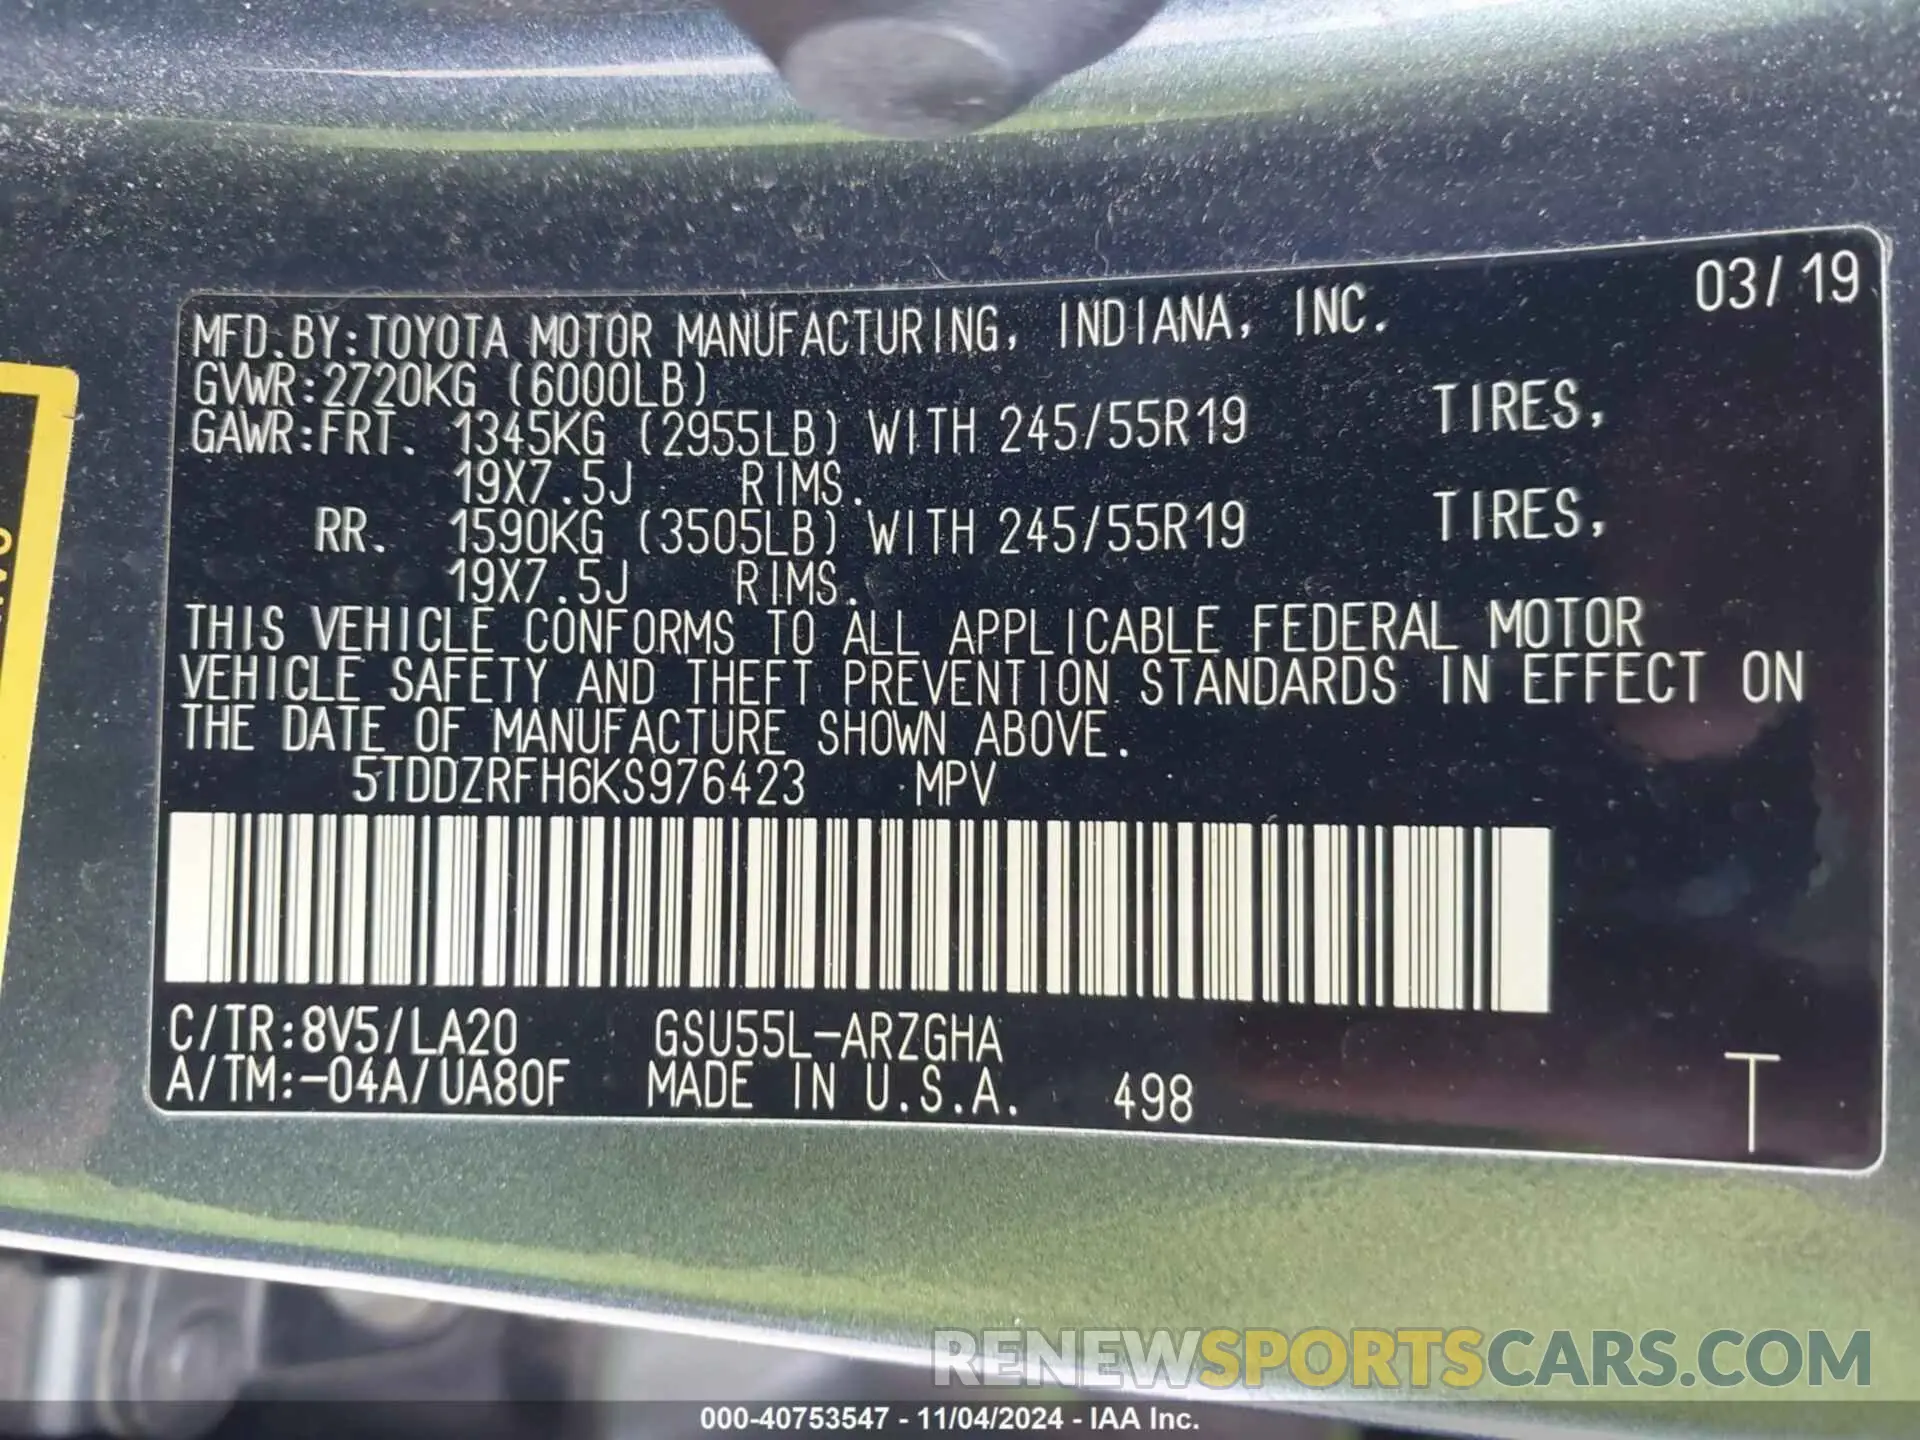 03/19
MFD.BY:TOYOTA MOTOR MANUFACTURING, INDIANA, INC.
GVWR:2720KG (6000LB)
GAWR:FRT. 1345KG (2955LB) WITH 245/55R19 TIRES,
19X7.5J RIMS.
RR. 1590KG (3505LB) WITH 245/55R19 TIRES,
19X7.5J RIMS.
THIS VEHICLE CONFORMS TO ALL APPLICABLE FEDERAL MOTOR
VEHICLE SAFETY AND THEFT PREVENTION STANDARDS IN EFFECT ON
THE DATE OF MANUFACTURE SHOWN ABOVE.
5TDDZRFH6KS976423 MPV
C/TR:8V5/LA20 GSU55L-ARZGHA
A/TM:-04A/UA80F MADE IN U.S.A. 498 T
RENEWSPORTSCARS.COM
000-40753547 - 11/04/2024 - IAA Inc.